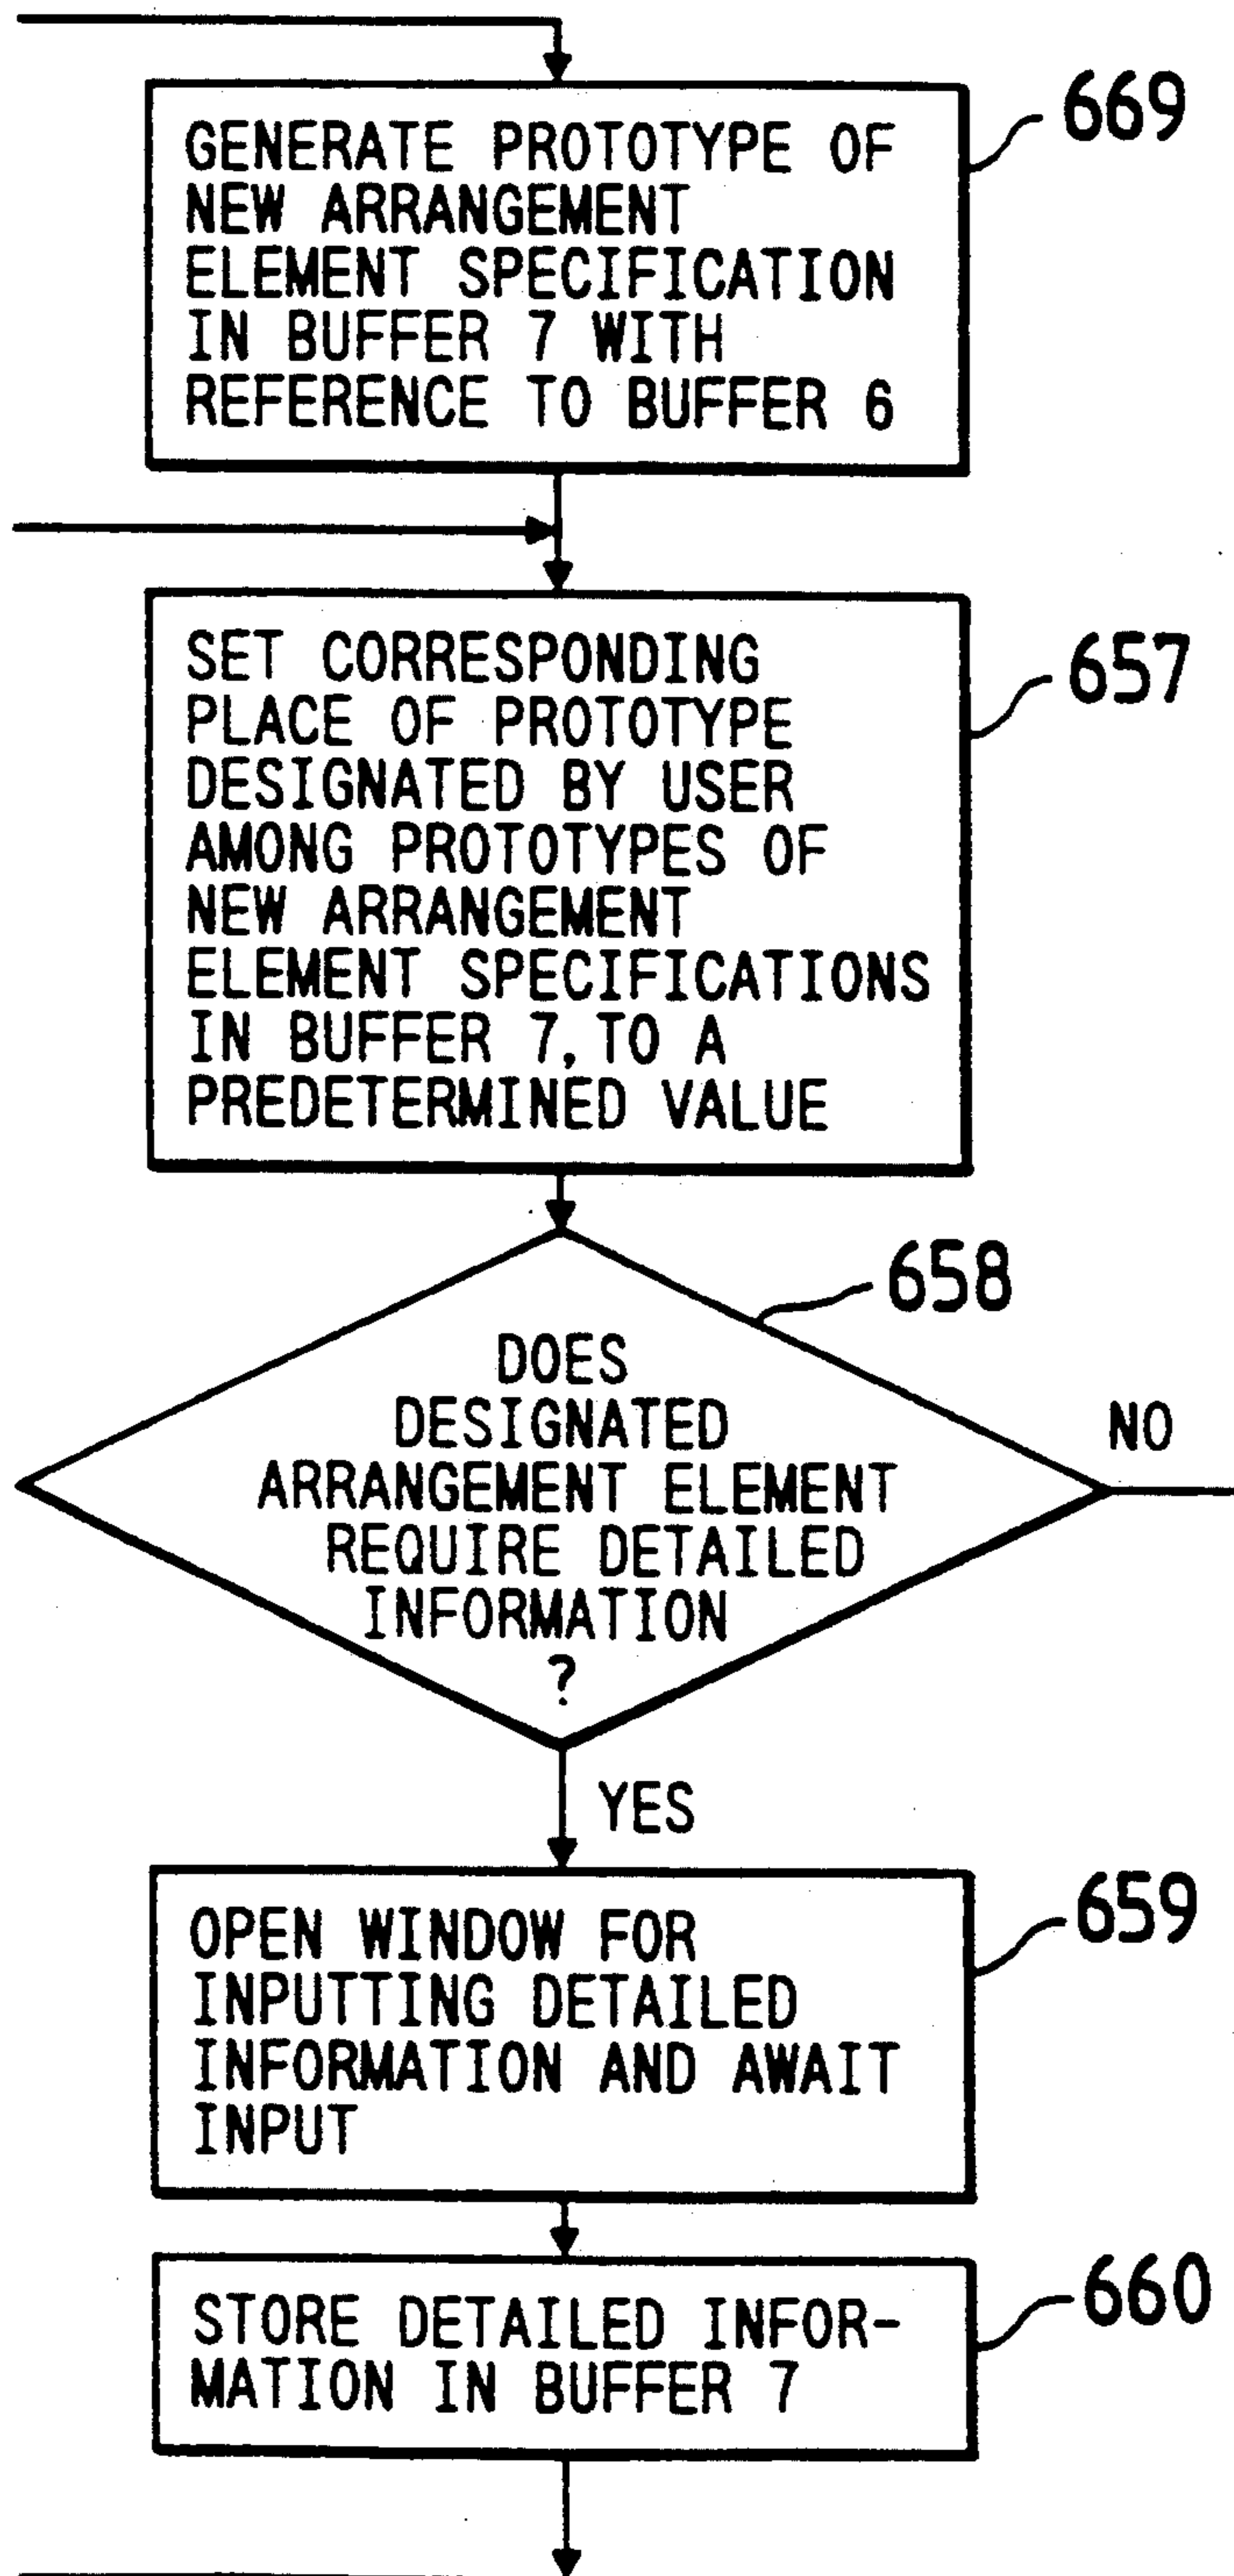 669
GENERATE PROTOTYPE OF
NEW ARRANGEMENT
ELEMENT SPECIFICATION
IN BUFFER 7 WITH
REFERENCE TO BUFFER 6
657
SET CORRESPONDING
PLACE OF PROTOTYPE
DESIGNATED BY USER
AMONG PROTOTYPES OF
NEW ARRANGEMENT
ELEMENT SPECIFICATIONS
IN BUFFER 7, TO A
PREDETERMINED VALUE
658
DOES
DESIGNATED
ARRANGEMENT ELEMENT
REQUIRE DETAILED
INFORMATION
?
NO
YES
659
OPEN WINDOW FOR
INPUTTING DETAILED
INFORMATION AND AWAIT
INPUT
660
STORE DETAILED INFOR-
MATION IN BUFFER 7